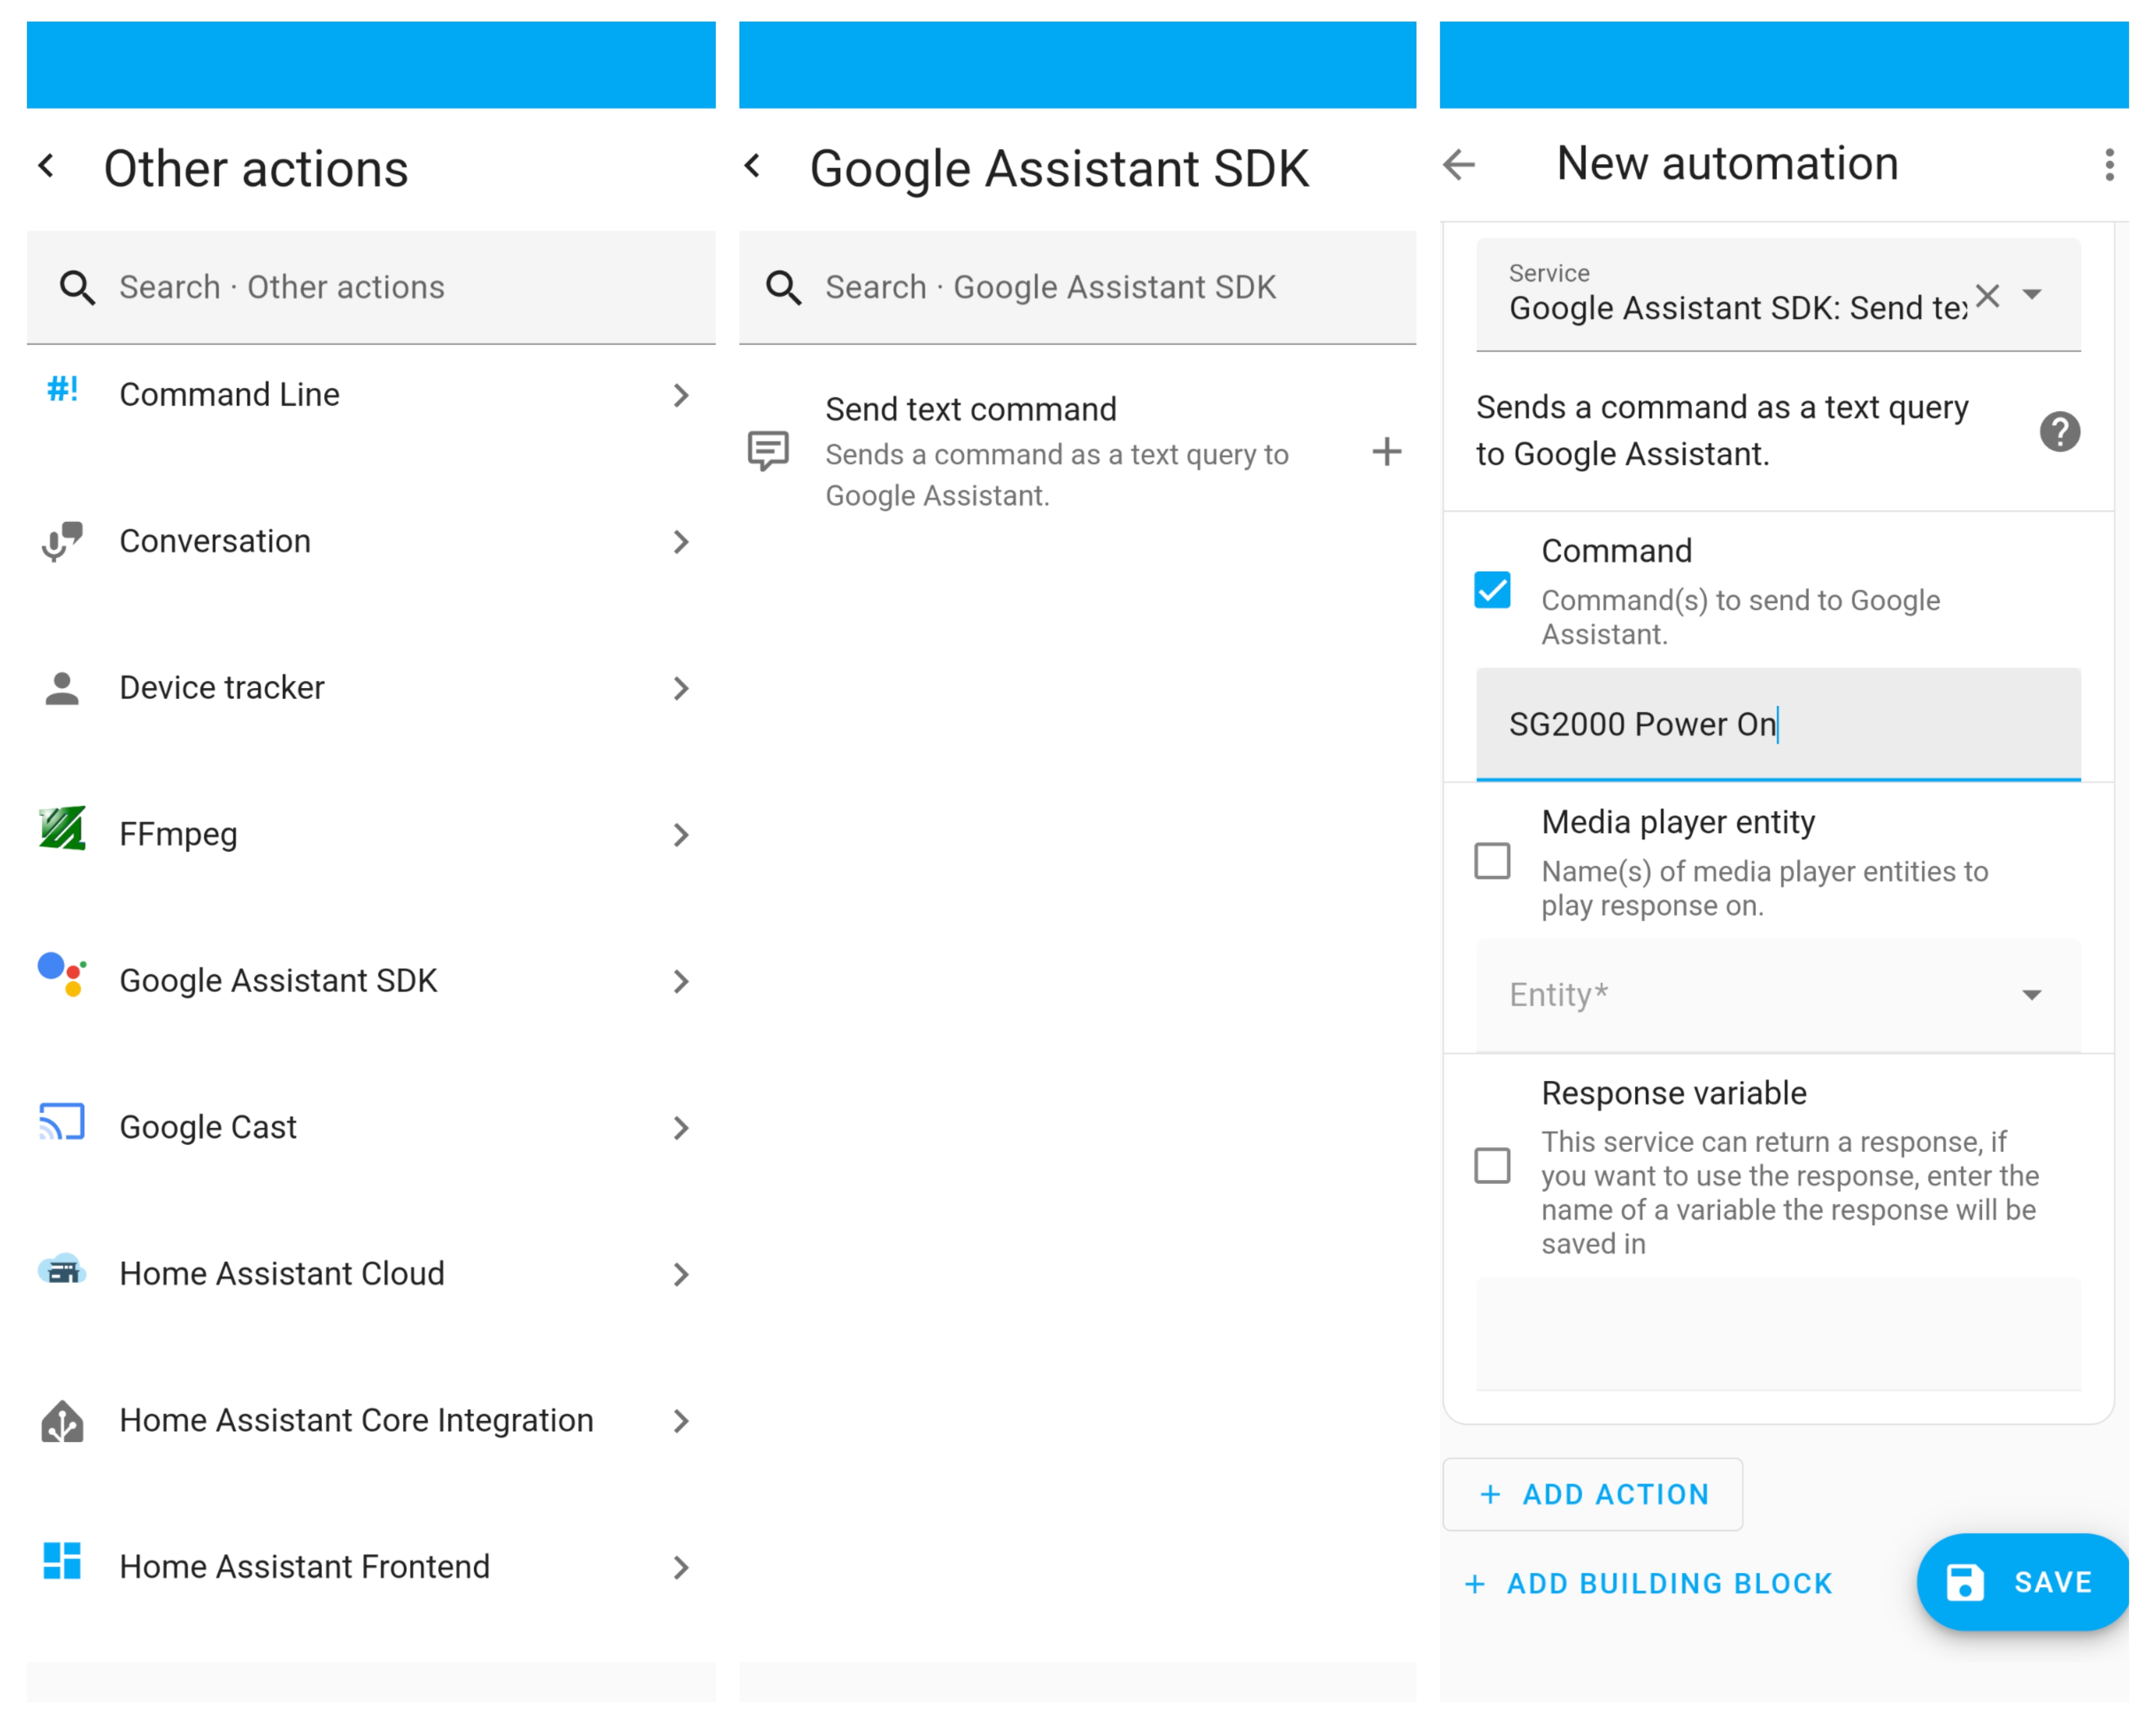 Other actions
Search · Other actions
#!
Command Line
Conversation
Device tracker
FFmpeg
Google Assistant SDK
Google Cast
Home Assistant Cloud
Home Assistant Core Integration
Home Assistant Frontend
Google Assistant SDK
Search · Google Assistant SDK
Send text command
Sends a command as a text query to
Google Assistant.
New automation
Service
Google Assistant SDK: Send tex
Sends a command as a text query
to Google Assistant.
Command
Command(s) to send to Google
Assistant.
SG2000 Power On
Media player entity
Name(s) of media player entities to
play response on.
Entity*
Response variable
This service can return a response, if
you want to use the response, enter the
name of a variable the response will be
saved in
+ ADD ACTION
+ ADD BUILDING BLOCK
SAVE